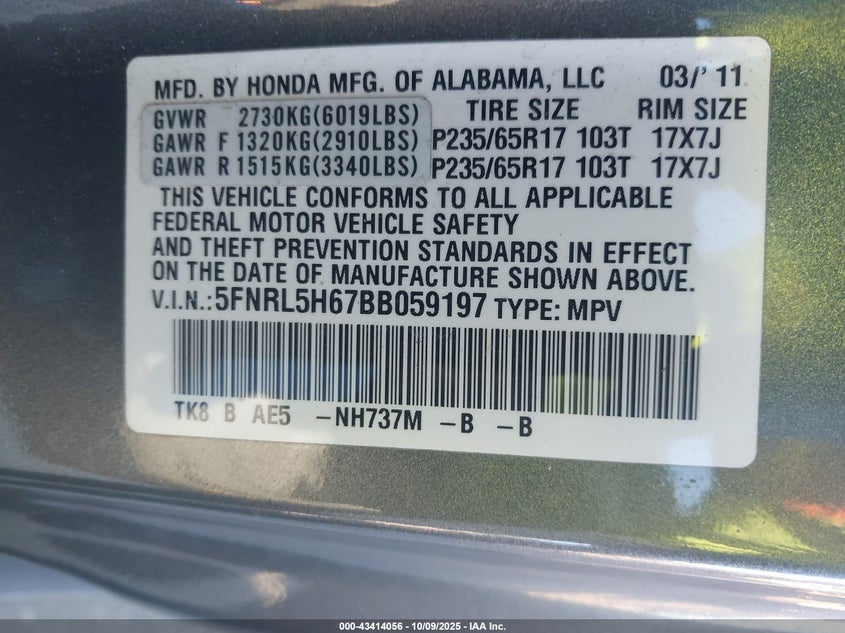 MFD. BY HONDA MFG. OF ALABAMA, LLC 03/' 11
GVWR 2730KG(6019LBS) TIRE SIZE RIM SIZE
GAWR F 1320KG(2910LBS) P235/65R17 103T 17X7J
GAWR R 1515KG(3340LBS) P235/65R17 103T 17X7J
THIS VEHICLE CONFORMS TO ALL APPLICABLE
FEDERAL MOTOR VEHICLE SAFETY
AND THEFT PREVENTION STANDARDS IN EFFECT
ON THE DATE OF MANUFACTURE SHOWN ABOVE.
V.I.N.:5FNRL5H67BB059197 TYPE: MPV
TK8 B AE5 -NH737M -B -B
000-43414056 - 10/09/2025 - IAA Inc.